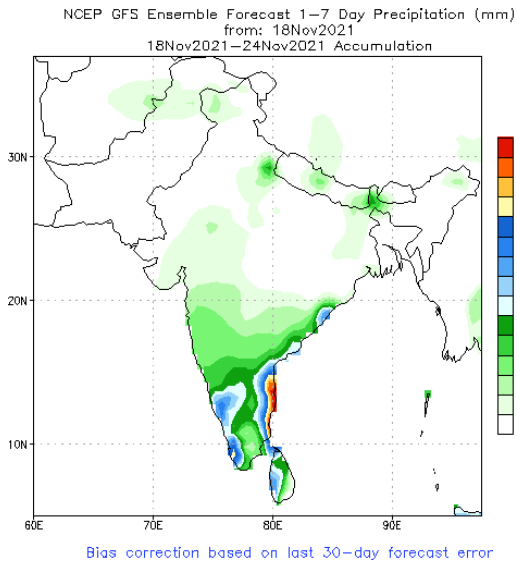 NCEP GFS Ensemble Forecast 1-7 Day Precipitation (mm)
from: 18Nov2021
18Nov2021-24Nov2021 Accumulation
30N
20N
10N
60E 70E 80E 90E
Bias correction based on last 30-day forecast error